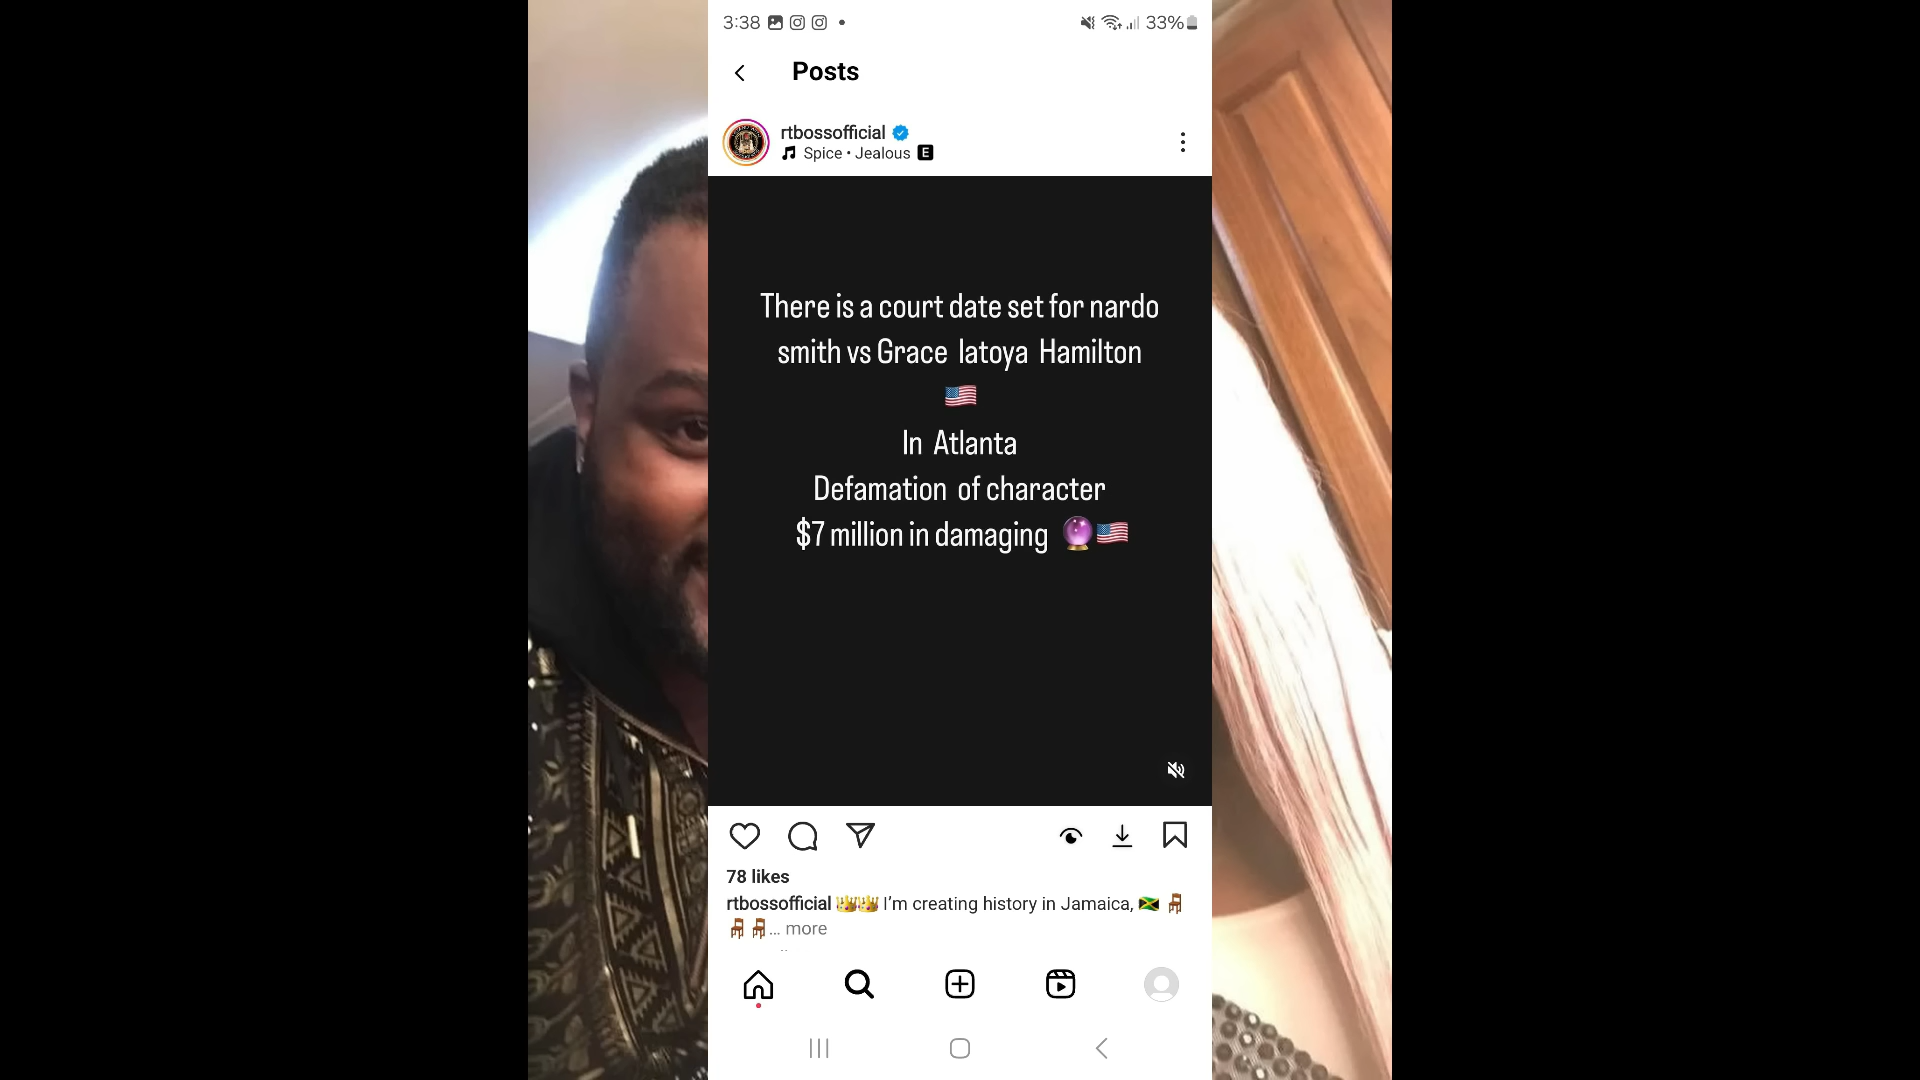 3:38
33%
Posts
rtbossofficial
Spice • Jealous E
There is a court date set for nardo
smith vs Grace latoya Hamilton
In Atlanta
Defamation of character
$7 million in damaging
78 likes
rtbossofficial 👑👑 I'm creating history in Jamaica, 🇯🇲 🪑
🪑🪑... more